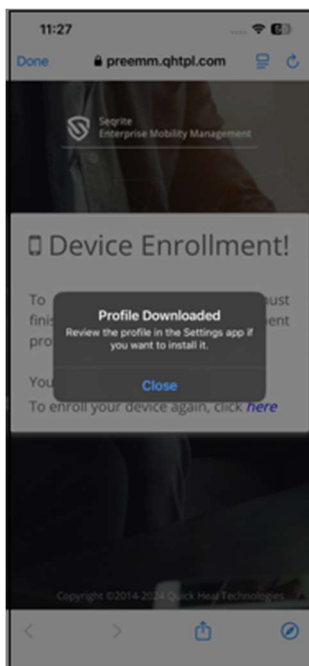 11:27
Done preemm.qhtpl.com
Seqrite
Enterprise Mobility Management
Device Enrollment!
To
finis
pro
ust
ent
Profile Downloaded
Review the profile in the Settings app if
you want to install it.
Close
You
To enroll your device again, click here
Copyright ©2014-2024 Quick Heal Technologies